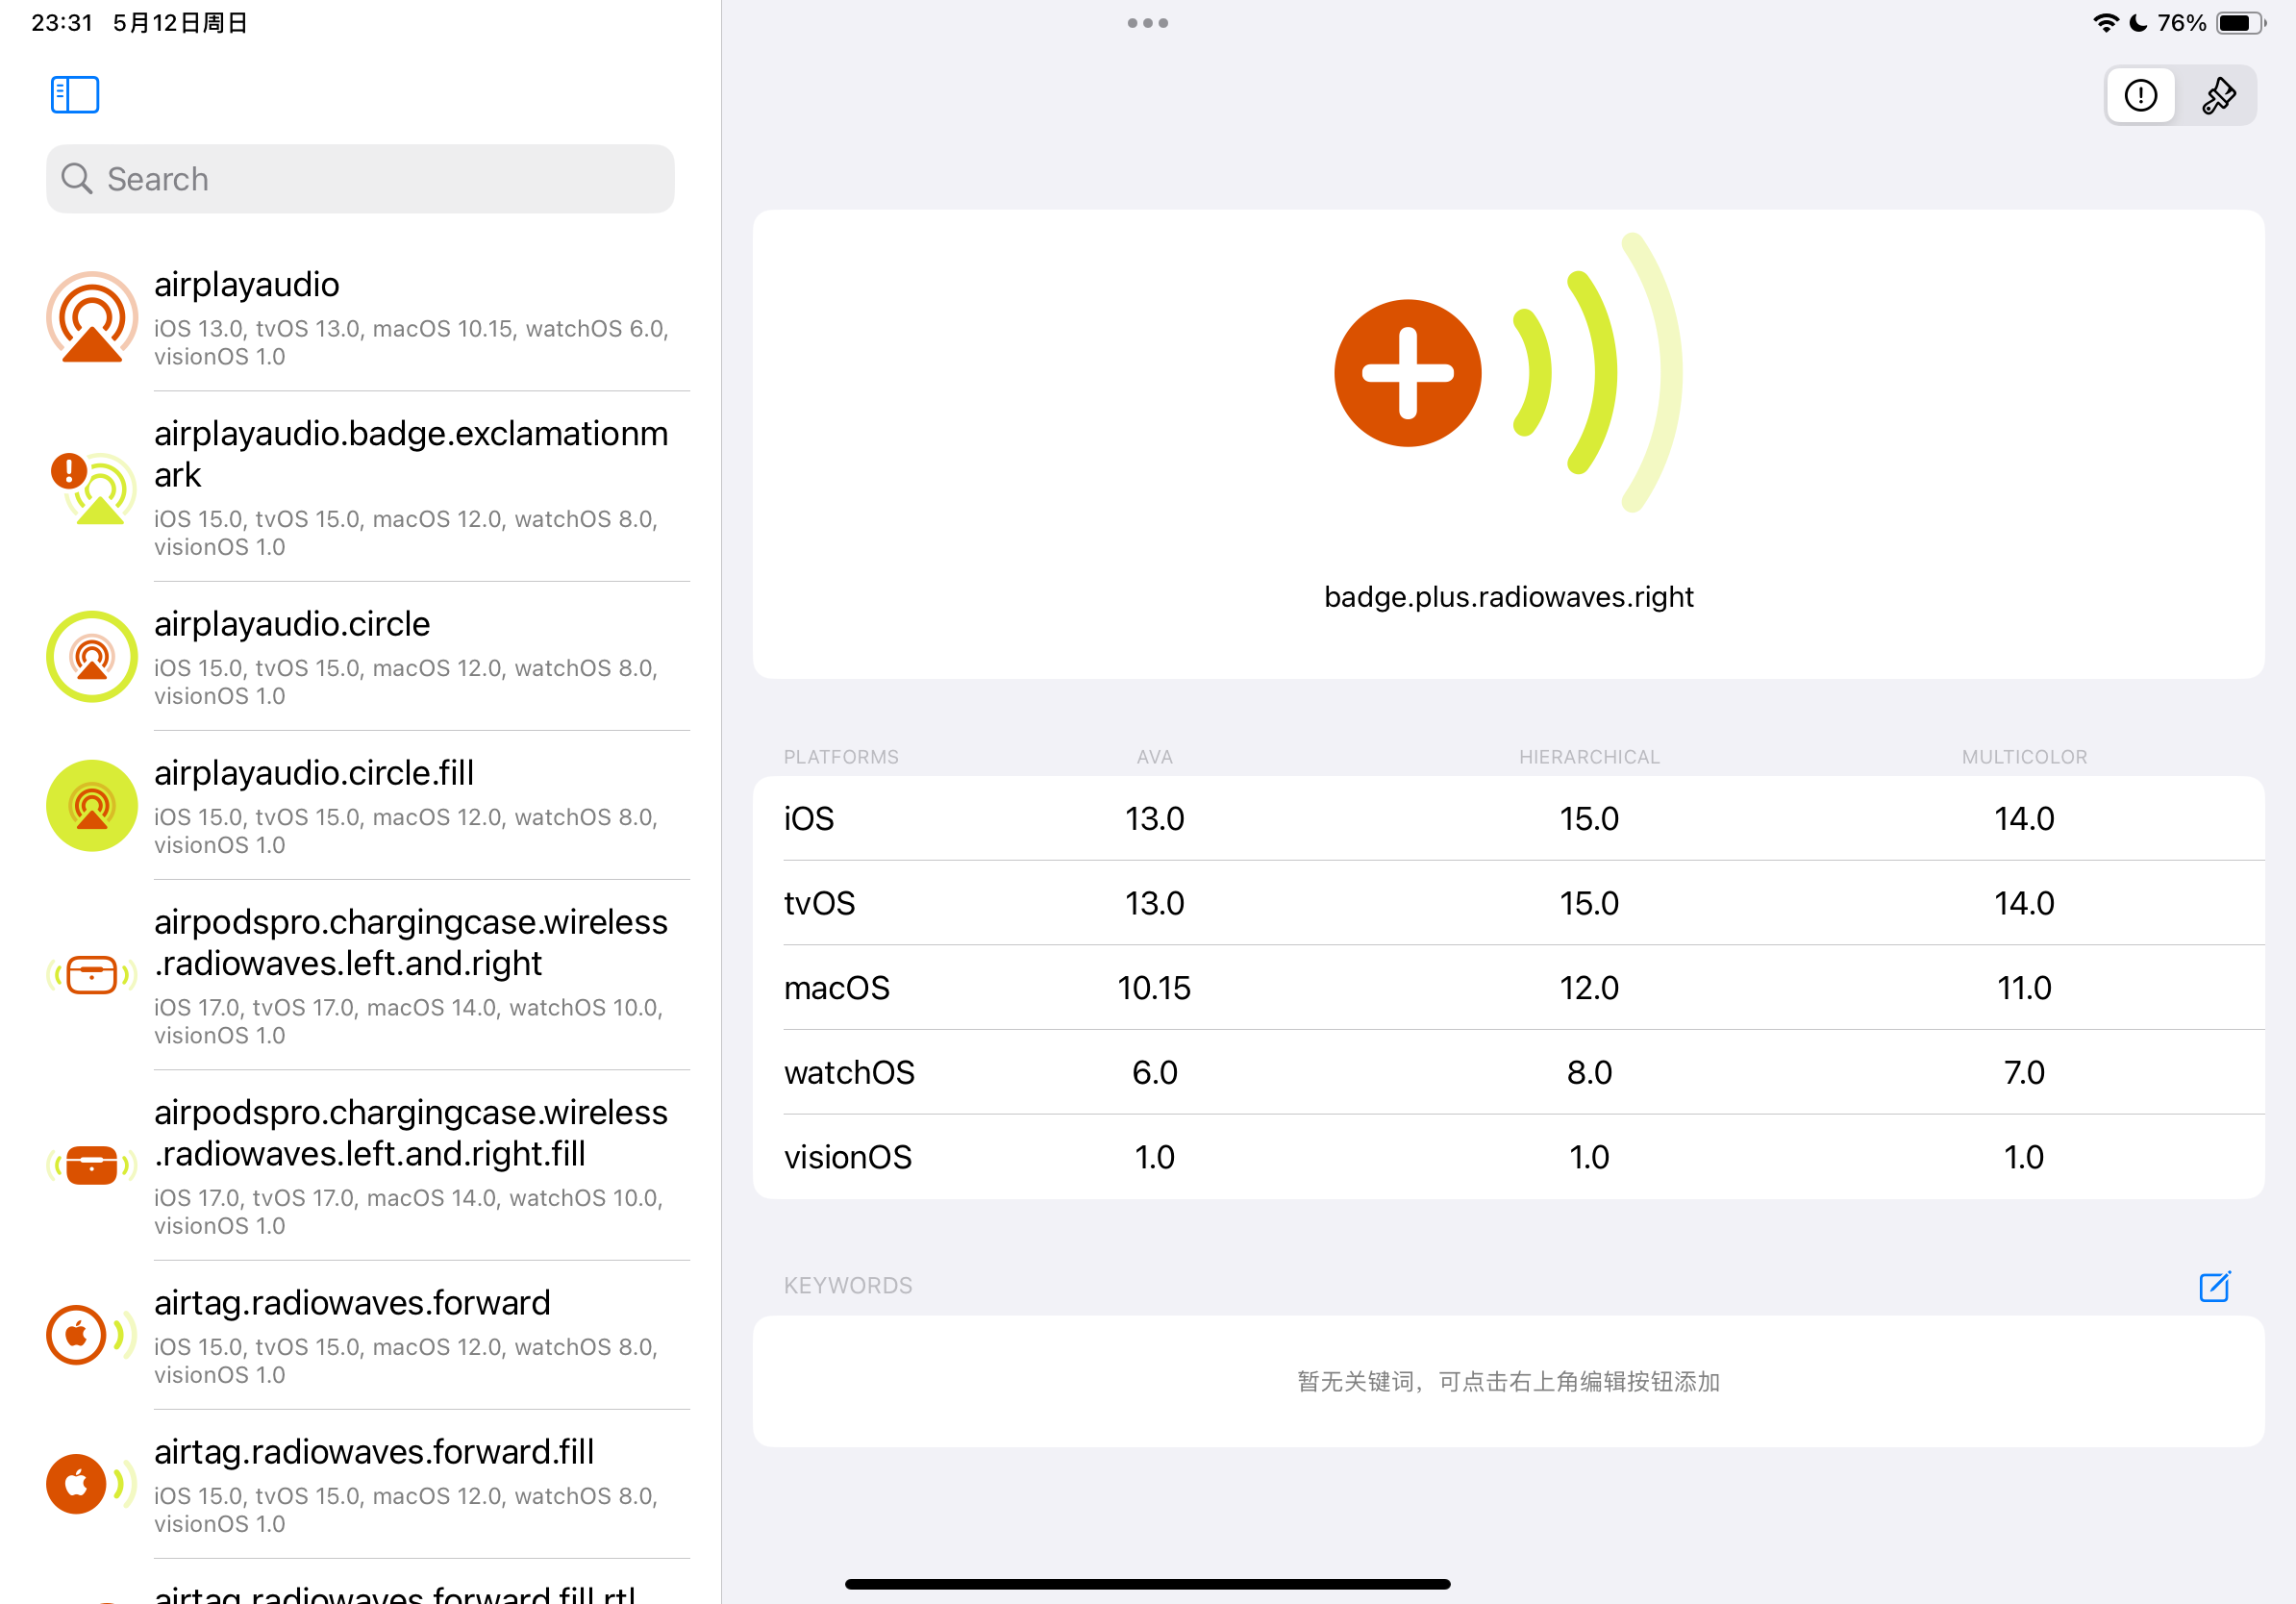 23:31 5月12日周日
76%
Search
airplayaudio
iOS 13.0, tvOS 13.0, macOS 10.15, watchOS 6.0,
visionOS 1.0
airplayaudio.badge.exclamationm
ark
iOS 15.0, tvOS 15.0, macOS 12.0, watchOS 8.0,
visionOS 1.0
airplayaudio.circle
iOS 15.0, tvOS 15.0, macOS 12.0, watchOS 8.0,
visionOS 1.0
airplayaudio.circle.fill
iOS 15.0, tvOS 15.0, macOS 12.0, watchOS 8.0,
visionOS 1.0
airpodspro.chargingcase.wireless
.radiowaves.left.and.right
iOS 17.0, tvOS 17.0, macOS 14.0, watchOS 10.0,
visionOS 1.0
airpodspro.chargingcase.wireless
.radiowaves.left.and.right.fill
iOS 17.0, tvOS 17.0, macOS 14.0, watchOS 10.0,
visionOS 1.0
airtag.radiowaves.forward
iOS 15.0, tvOS 15.0, macOS 12.0, watchOS 8.0,
visionOS 1.0
airtag.radiowaves.forward.fill
iOS 15.0, tvOS 15.0, macOS 12.0, watchOS 8.0,
visionOS 1.0
airtag.radiowaves.forward.fill.rtl
badge.plus.radiowaves.right
PLATFORMS AVA HIERARCHICAL MULTICOLOR
iOS 13.0 15.0 14.0
tvOS 13.0 15.0 14.0
macOS 10.15 12.0 11.0
watchOS 6.0 8.0 7.0
visionOS 1.0 1.0 1.0
KEYWORDS
暂无关键词，可点击右上角编辑按钮添加